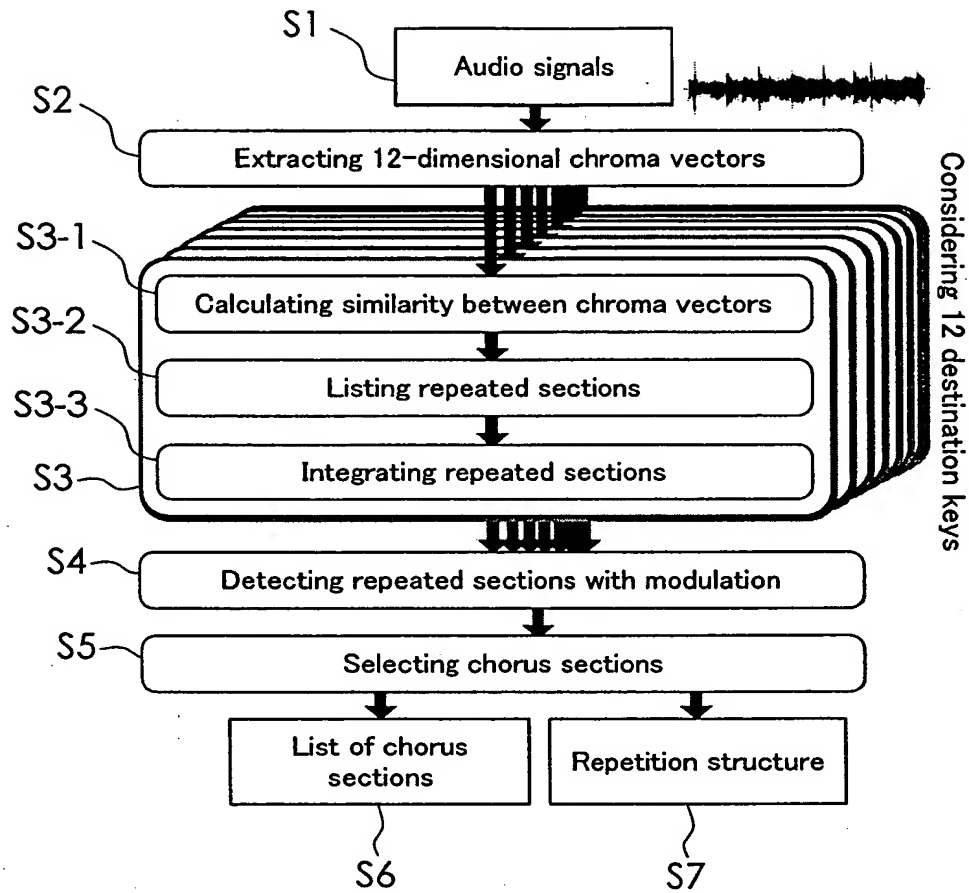 S1
Audio signals
S2
Extracting 12-dimensional chroma vectors
Considering 12 destination keys
S3-1
Calculating similarity between chroma vectors
S3-2
Listing repeated sections
S3-3
Integrating repeated sections
S3
S4
Detecting repeated sections with modulation
S5
Selecting chorus sections
List of chorus
sections
Repetition structure
S6
S7